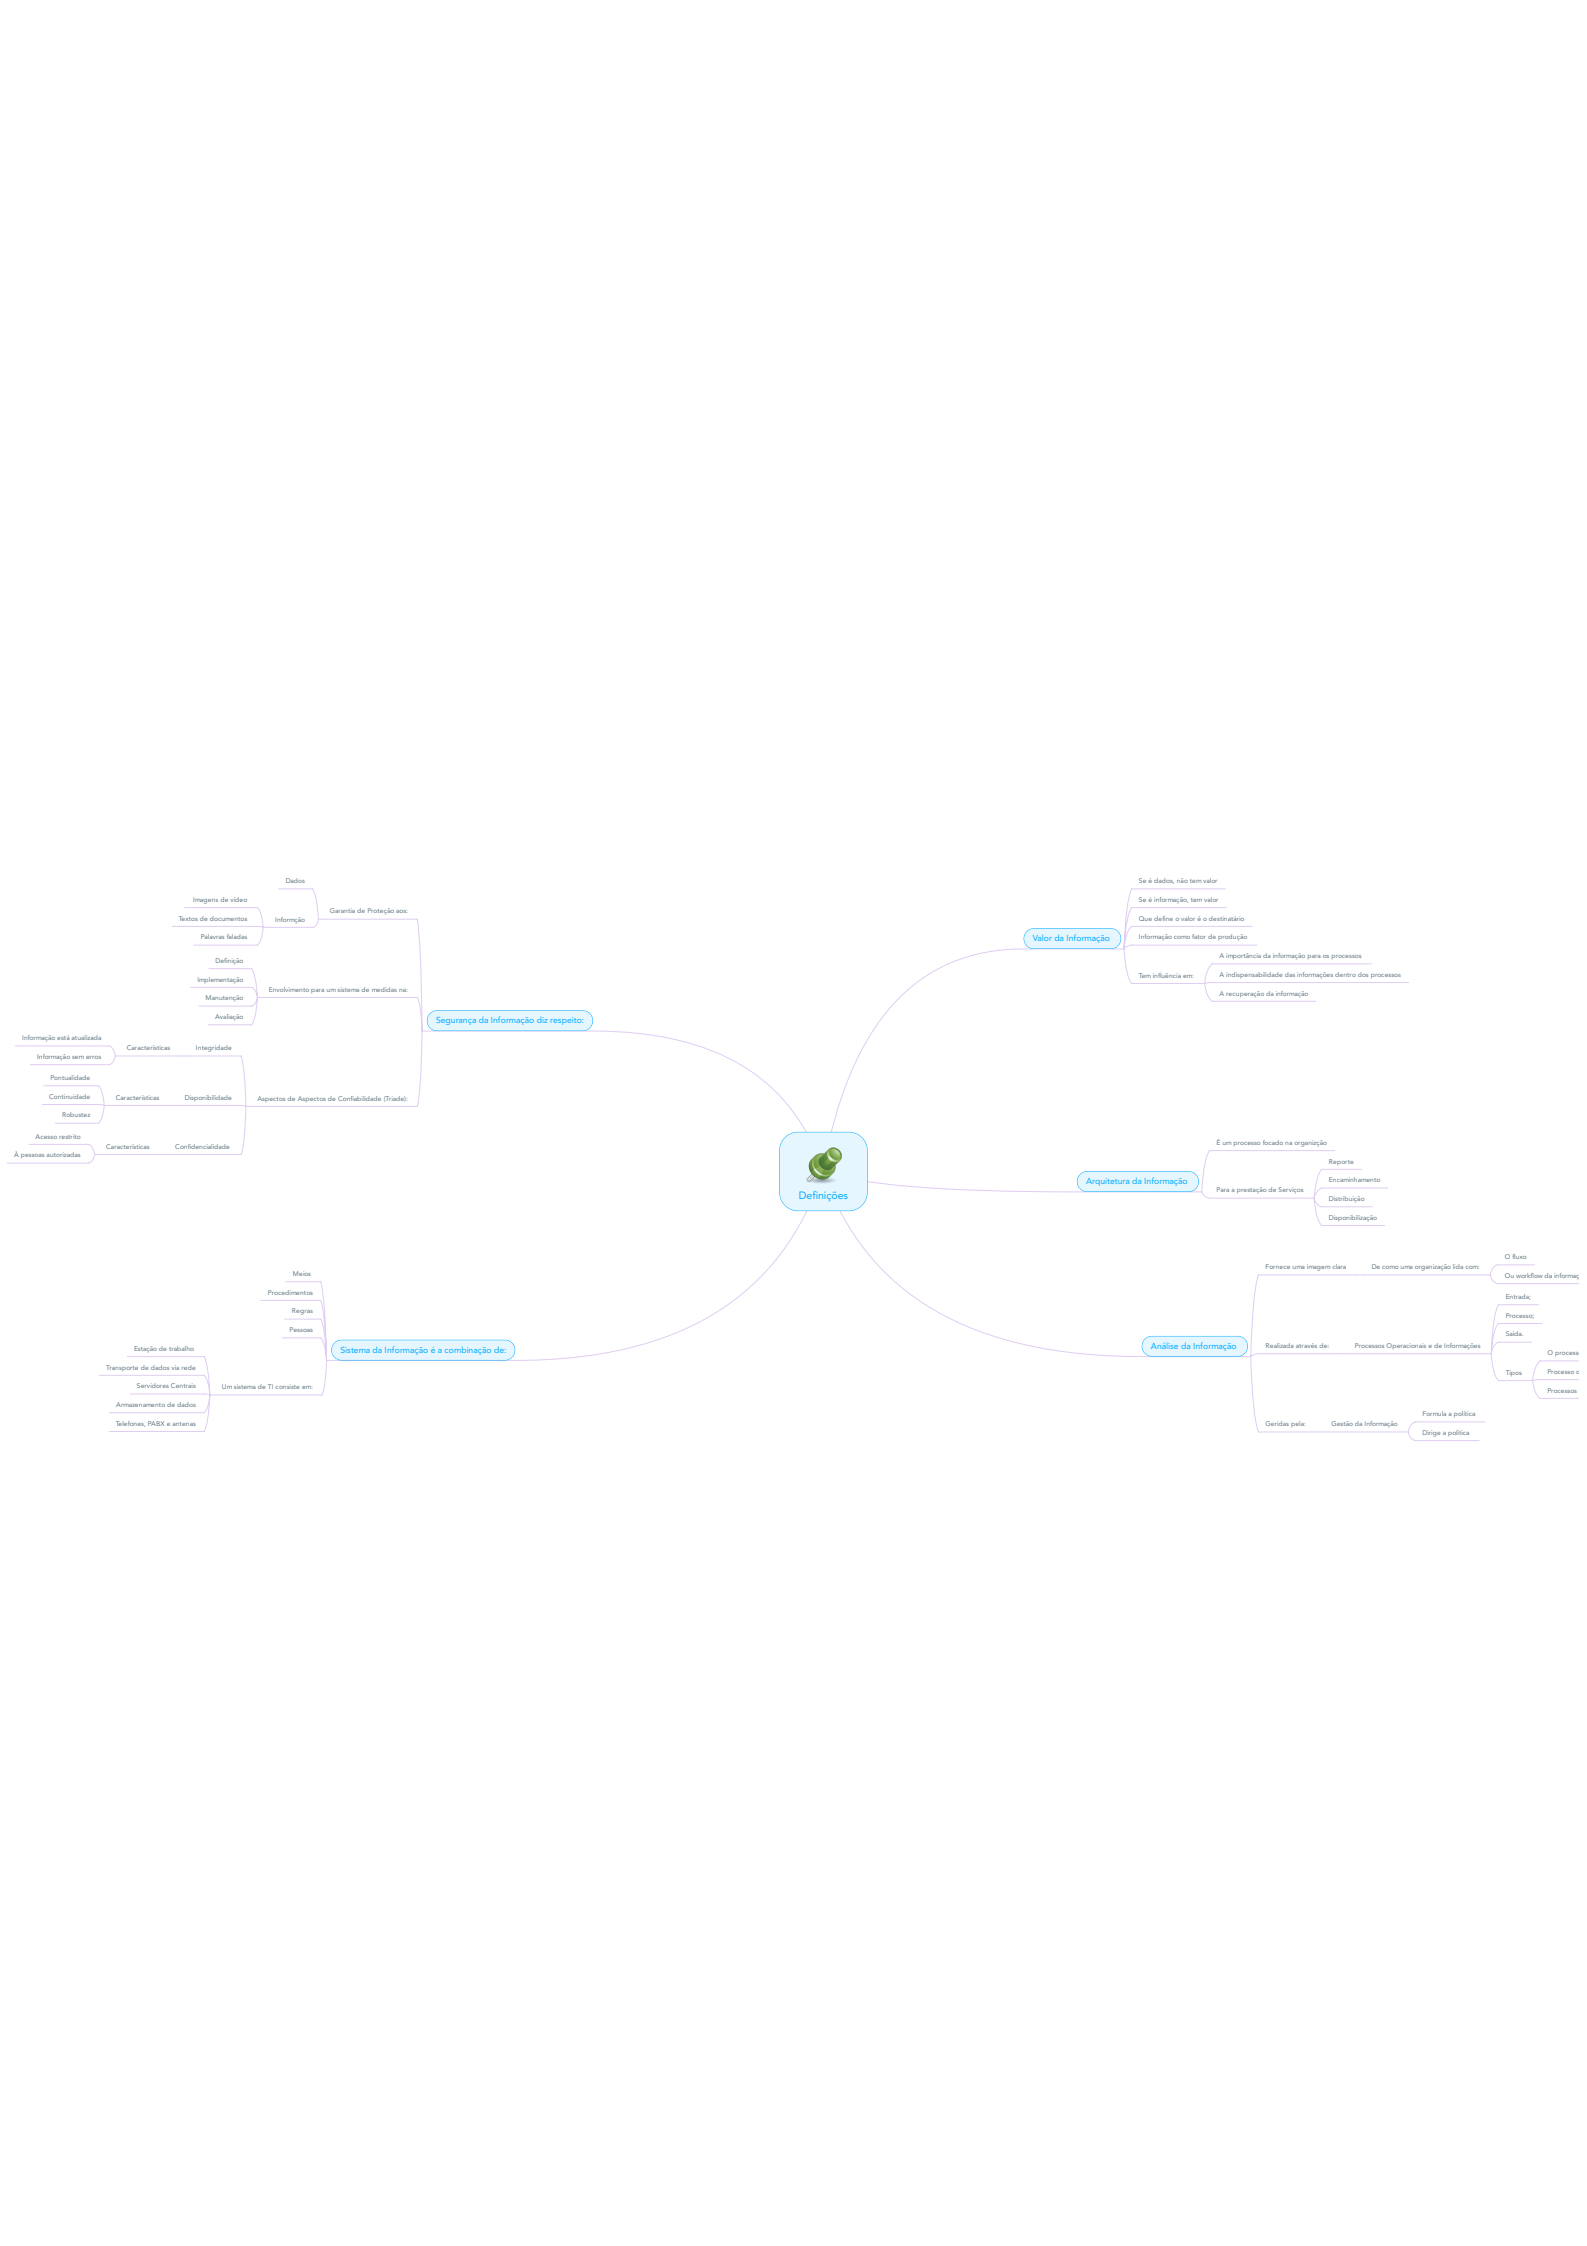 Definições
Segurança da Informação diz respeito:
Garantia de Proteção aos:
Dados
Informção
Imagens de vídeo
Textos de documentos
Palavras faladas
Envolvimento para um sistema de medidas na:
Definição
Implementação
Manutenção
Avaliação
Aspectos de Aspectos de Confiabilidade (Tríade):
Integridade
Características
Informação está atualizada
Informação sem erros
Disponibilidade
Características
Pontualidade
Continuidade
Robustez
Confidencialidade
Características
Acesso restrito
À pessoas autorizadas
Sistema da Informação é a combinação de:
Meios
Procedimentos
Regras
Pessoas
Um sistema de TI consiste em:
Estação de trabalho
Transporte de dados via rede
Servidores Centrais
Armazenamento de dados
Telefones, PABX e antenas
Valor da Informação
Se é dados, não tem valor
Se é informação, tem valor
Que define o valor é o destinatário
Informação como fator de produção
Tem influência em:
A importância da informação para os processos
A indispensabilidade das informações dentro dos processos
A recuperação da informação
Arquitetura da Informação
É um processo focado na organizção
Para a prestação de Serviços
Reporte
Encaminhamento
Distribuição
Disponibilização
Análise da Informação
Fornece uma imagem clara
De como uma organização lida com:
O fluxo
Ou workflow da
Realizada através de:
Processos Operacionais e de Informações
Entrada;
Processo;
Saída.
Tipos
O
Processo
Processos
Geridas pela:
Gestão da Informação
Formula a política
Dirige a política